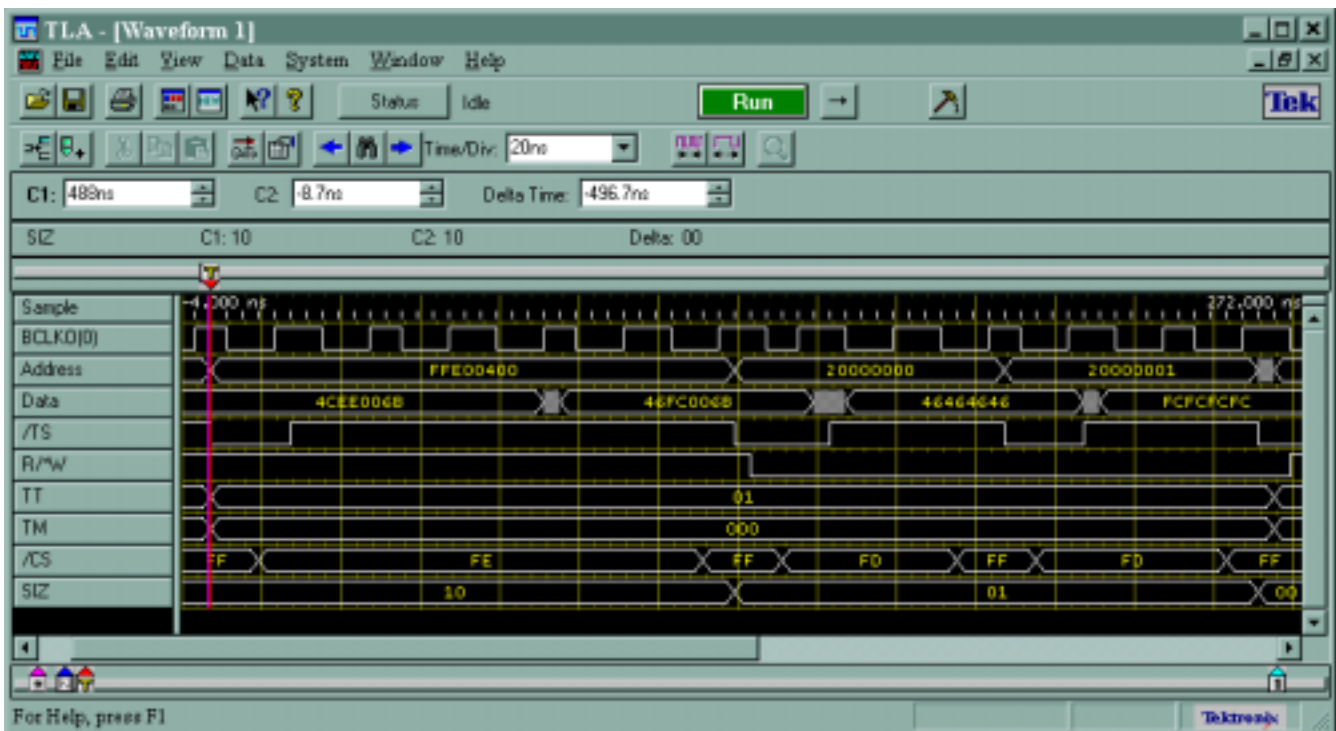 TLA - [Waveform 1]
File Edit View Data System Window Help
Status Idle Run Tek
Time/Div: 20ns
C1: 488ns C2: -8.7ns Delta Time: -496.7ns
SIZ C1: 10 C2: 10 Delta: 00
T
Sample -4.000 ns 272.000 ns
BCLKO(0)
Address FFE00400 20000000 20000001
Data 4CEE006B 46FC006B 46464646 FCFCFCFC
/TS
R/*W
TT 01
TM 000
/CS FF FE FF FD FF FD FF
SIZ 10 01 00
For Help, press F1 Tektronix